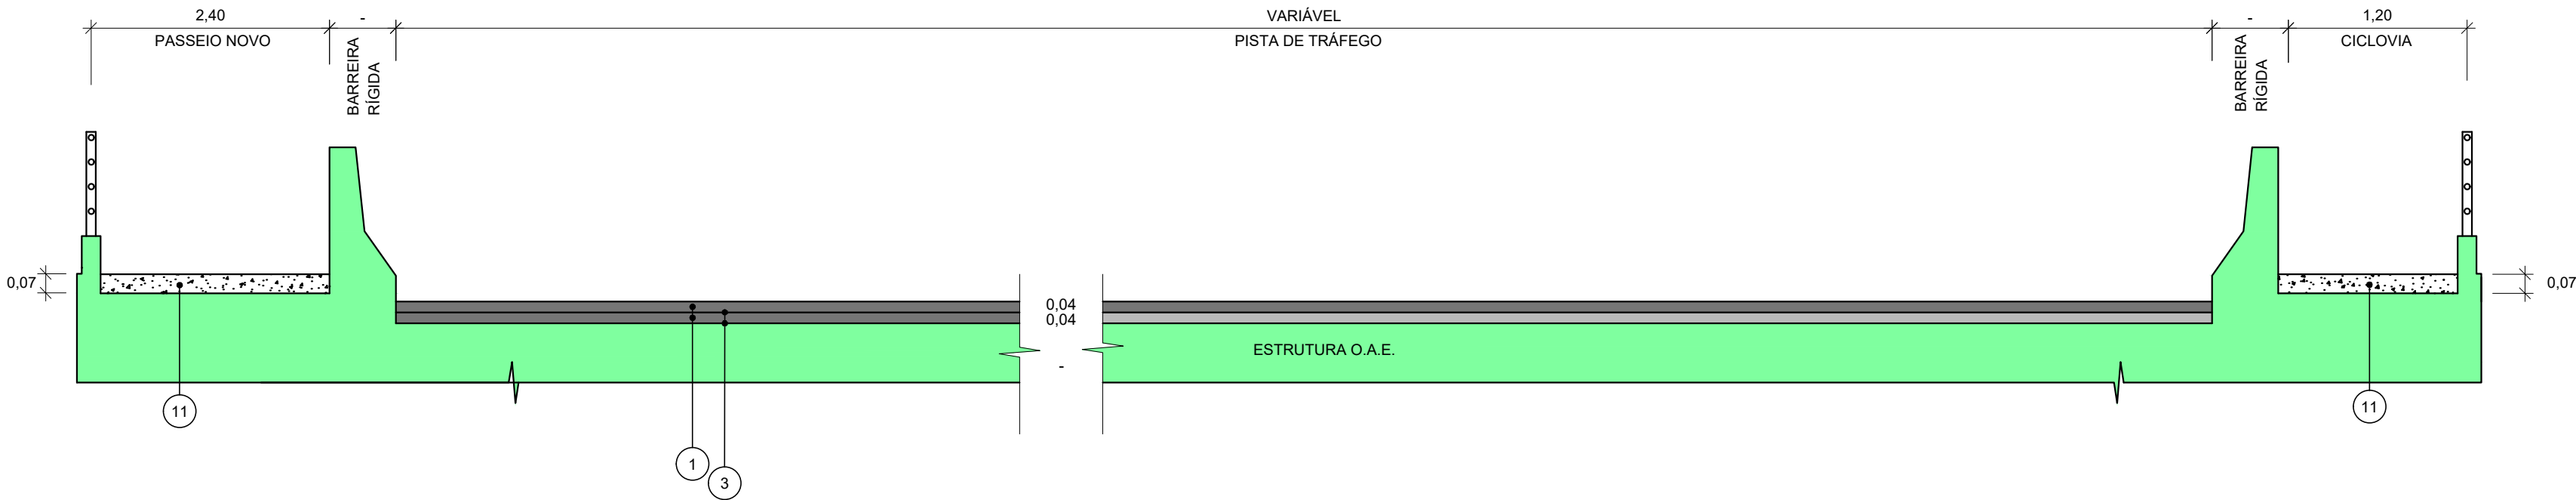 2,40
-
VARIÁVEL
-
1,20
PASSEIO NOVO
BARREIRA
RÍGIDA
PISTA DE TRÁFEGO
BARREIRA
RÍGIDA
CICLOVIA
0,07
0,07
0,04
0,04
ESTRUTURA O.A.E.
-
11
11
1
3